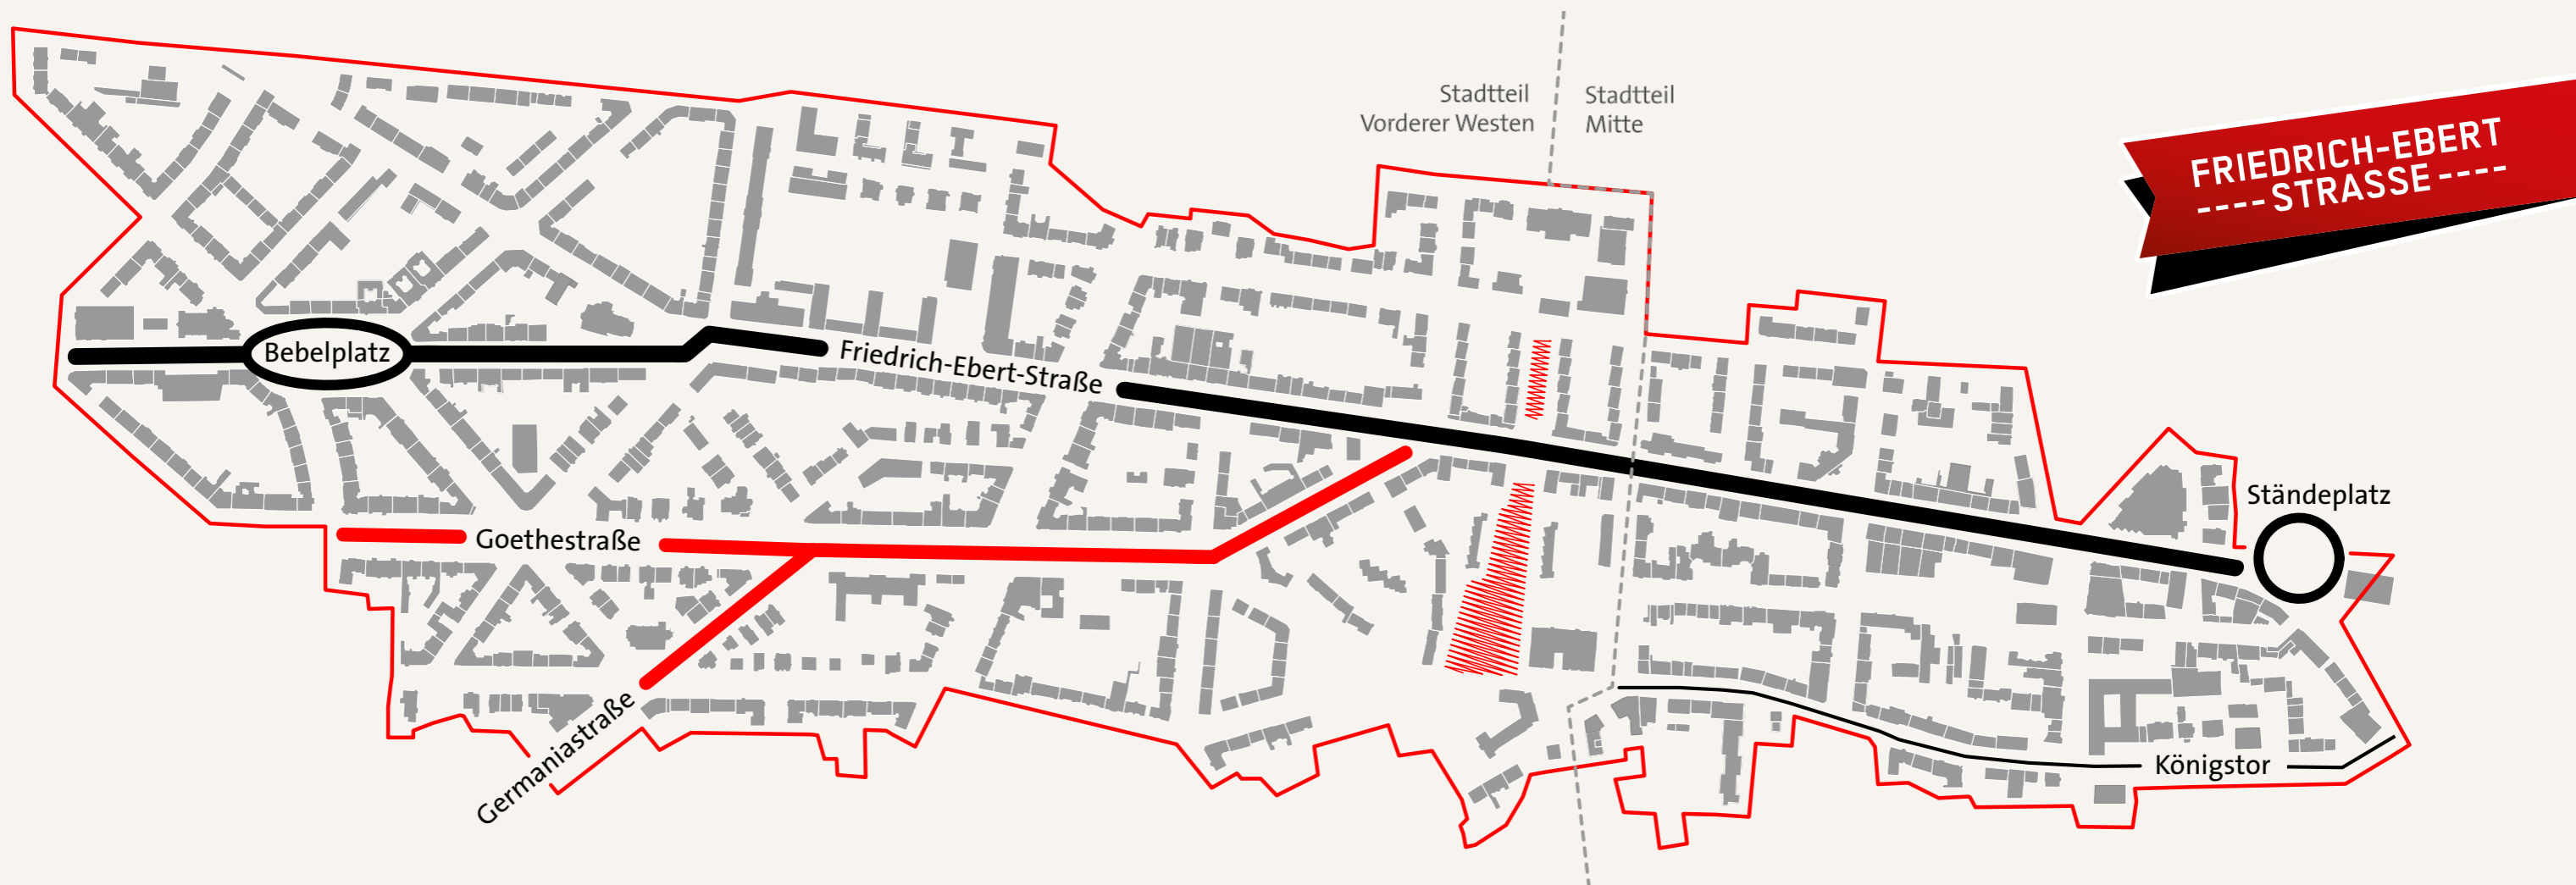 Stadtteil
Vorderer Westen
Stadtteil
Mitte
FRIEDRICH-EBERT
----STRASSE----
Bebelplatz
Friedrich-Ebert-Straße
Ständeplatz
Goethestraße
Germaniastraße
Königstor